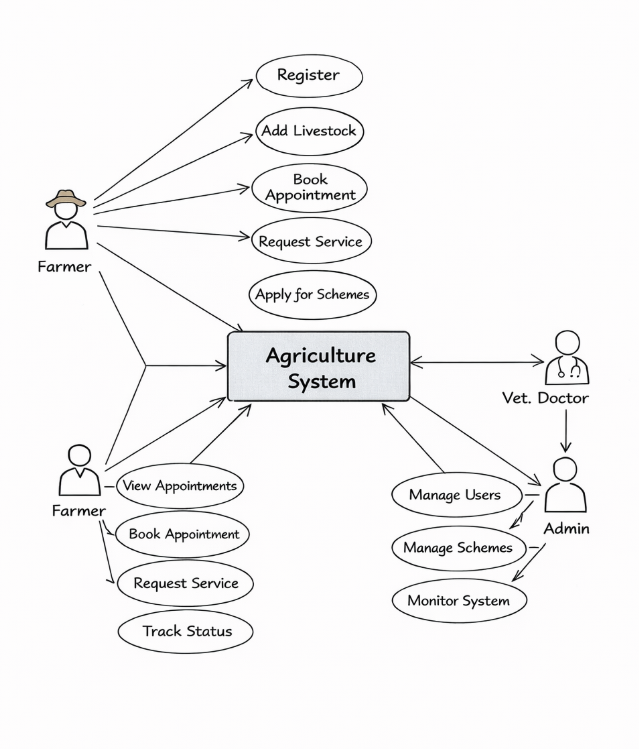 Register
Add Livestock
Book
Appointment
Request Service
Farmer
Apply for Schemes
Agriculture
System
Vet. Doctor
View Appointments
Manage Users
Farmer
Admin
Book Appointment
Manage Schemes
Request Service
Monitor System
Track Status